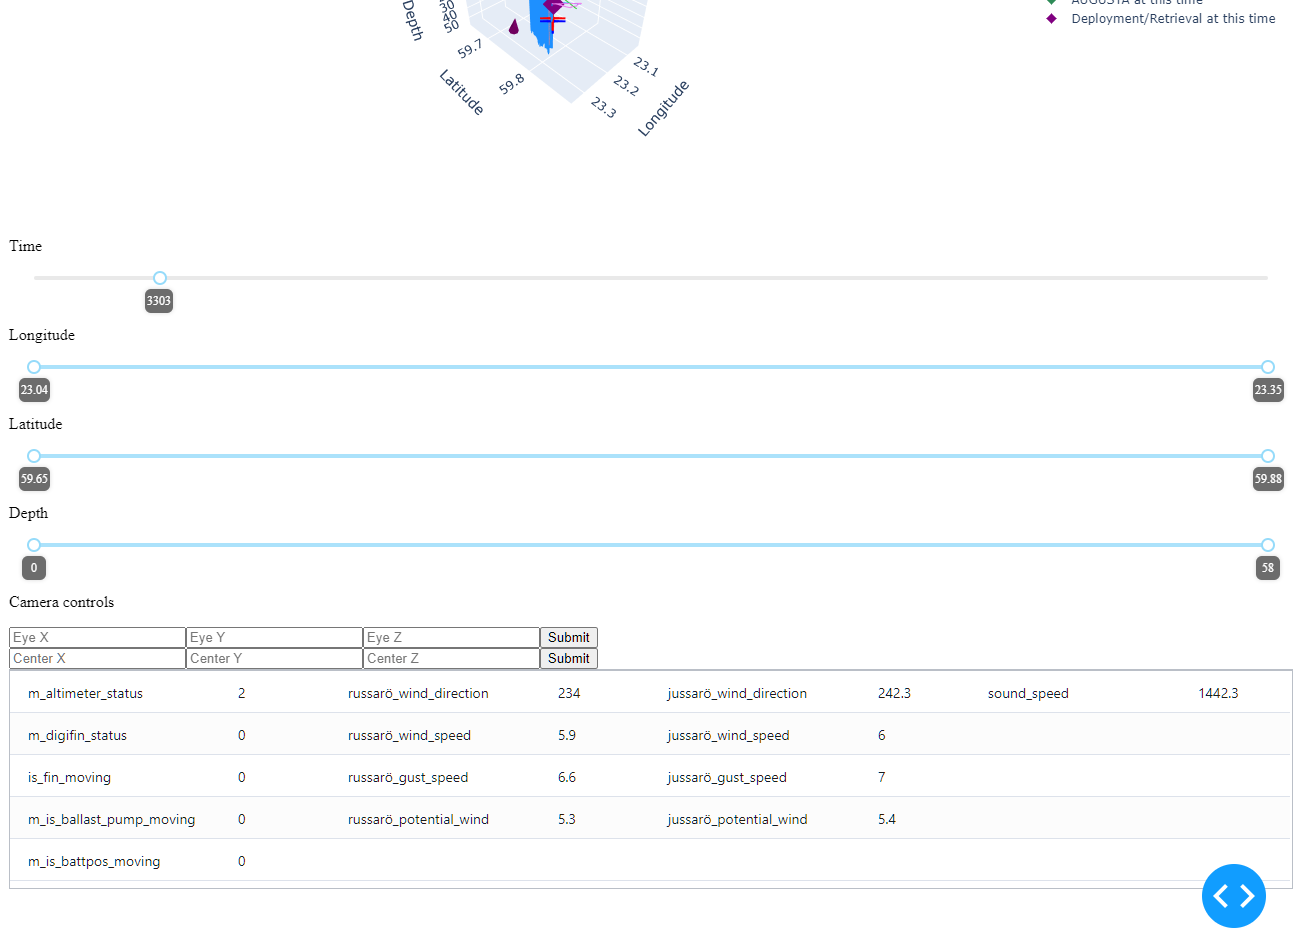 AUGUSTA at this time
Deployment/Retrieval at this time
Depth
59.7
59.8
Latitude
23.1
23.2
23.3
Longitude
Time
3303
Longitude
23.04 23.35
Latitude
59.65 59.88
Depth
0 58
Camera controls
Eye X Eye Y Eye Z Submit
Center X Center Y Center Z Submit
m_altimeter_status 2 russarö_wind_direction 234 jussarö_wind_direction 242.3 sound_speed 1442.3
m_digifin_status 0 russarö_wind_speed 5.9 jussarö_wind_speed 6
is_fin_moving 0 russarö_gust_speed 6.6 jussarö_gust_speed 7
m_is_ballast_pump_moving 0 russarö_potential_wind 5.3 jussarö_potential_wind 5.4
m_is_battpos_moving 0